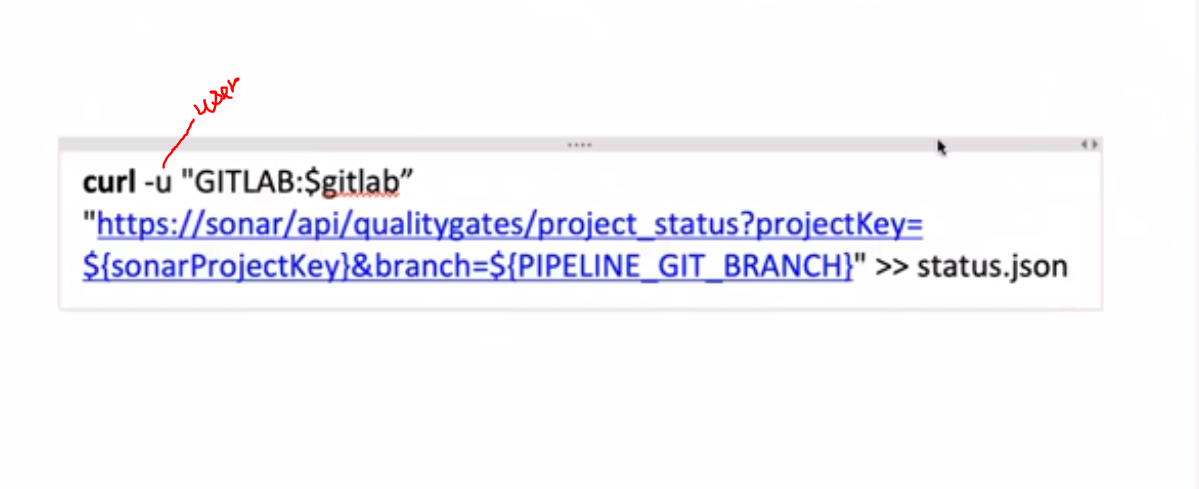 user
curl -u "GITLAB:$gitlab”
"https://sonar/api/qualitygates/project_status?projectKey=
${sonarProjectKey}&branch=${PIPELINE_GIT_BRANCH}" >> status.json